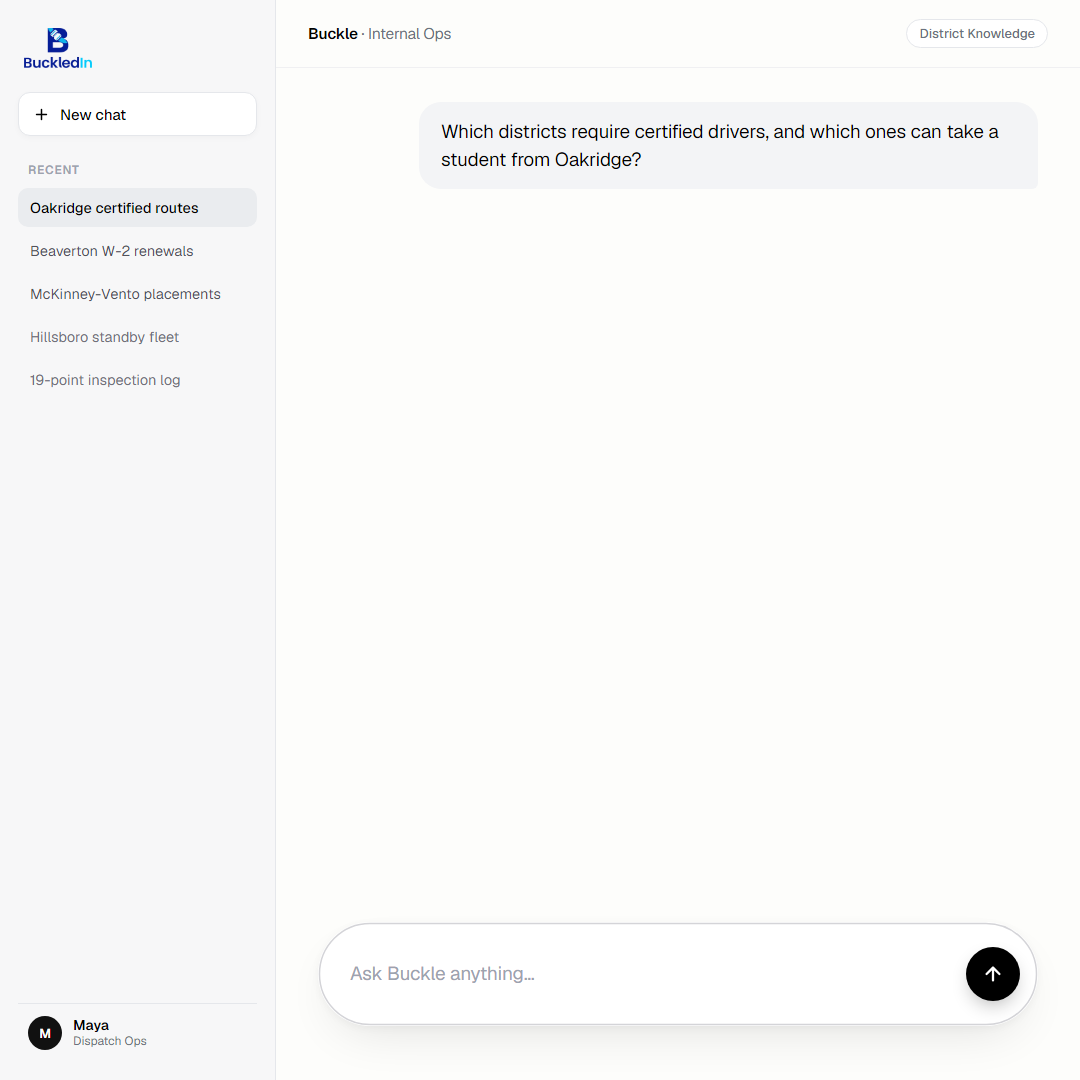 B
BuckledIn
+ New chat
RECENT
Oakridge certified routes
Beaverton W-2 renewals
McKinney-Vento placements
Hillsboro standby fleet
19-point inspection log
M
Maya
Dispatch Ops
Buckle · Internal Ops
District Knowledge
Which districts require certified drivers, and which ones can take a
student from Oakridge?
Ask Buckle anything...